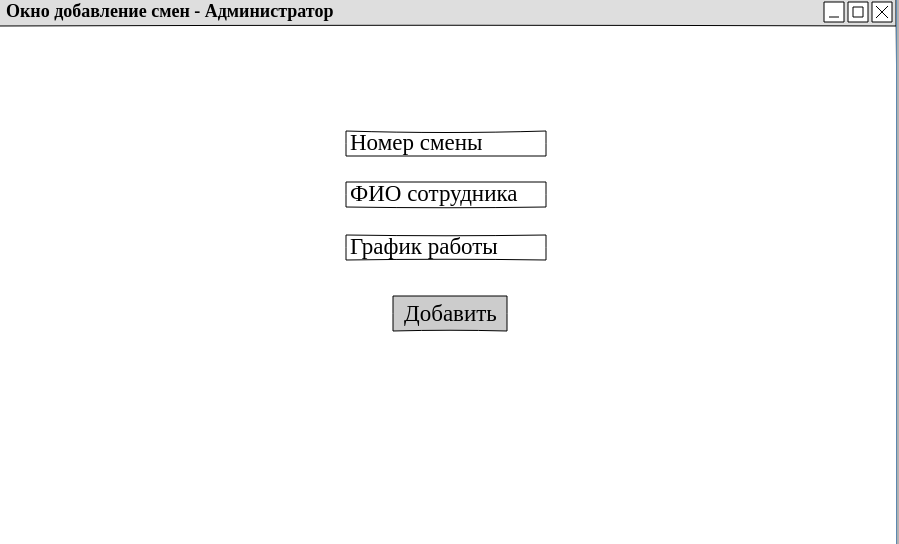 Окно добавление смен - Администратор
Номер смены
ФИО сотрудника
График работы
Добавить